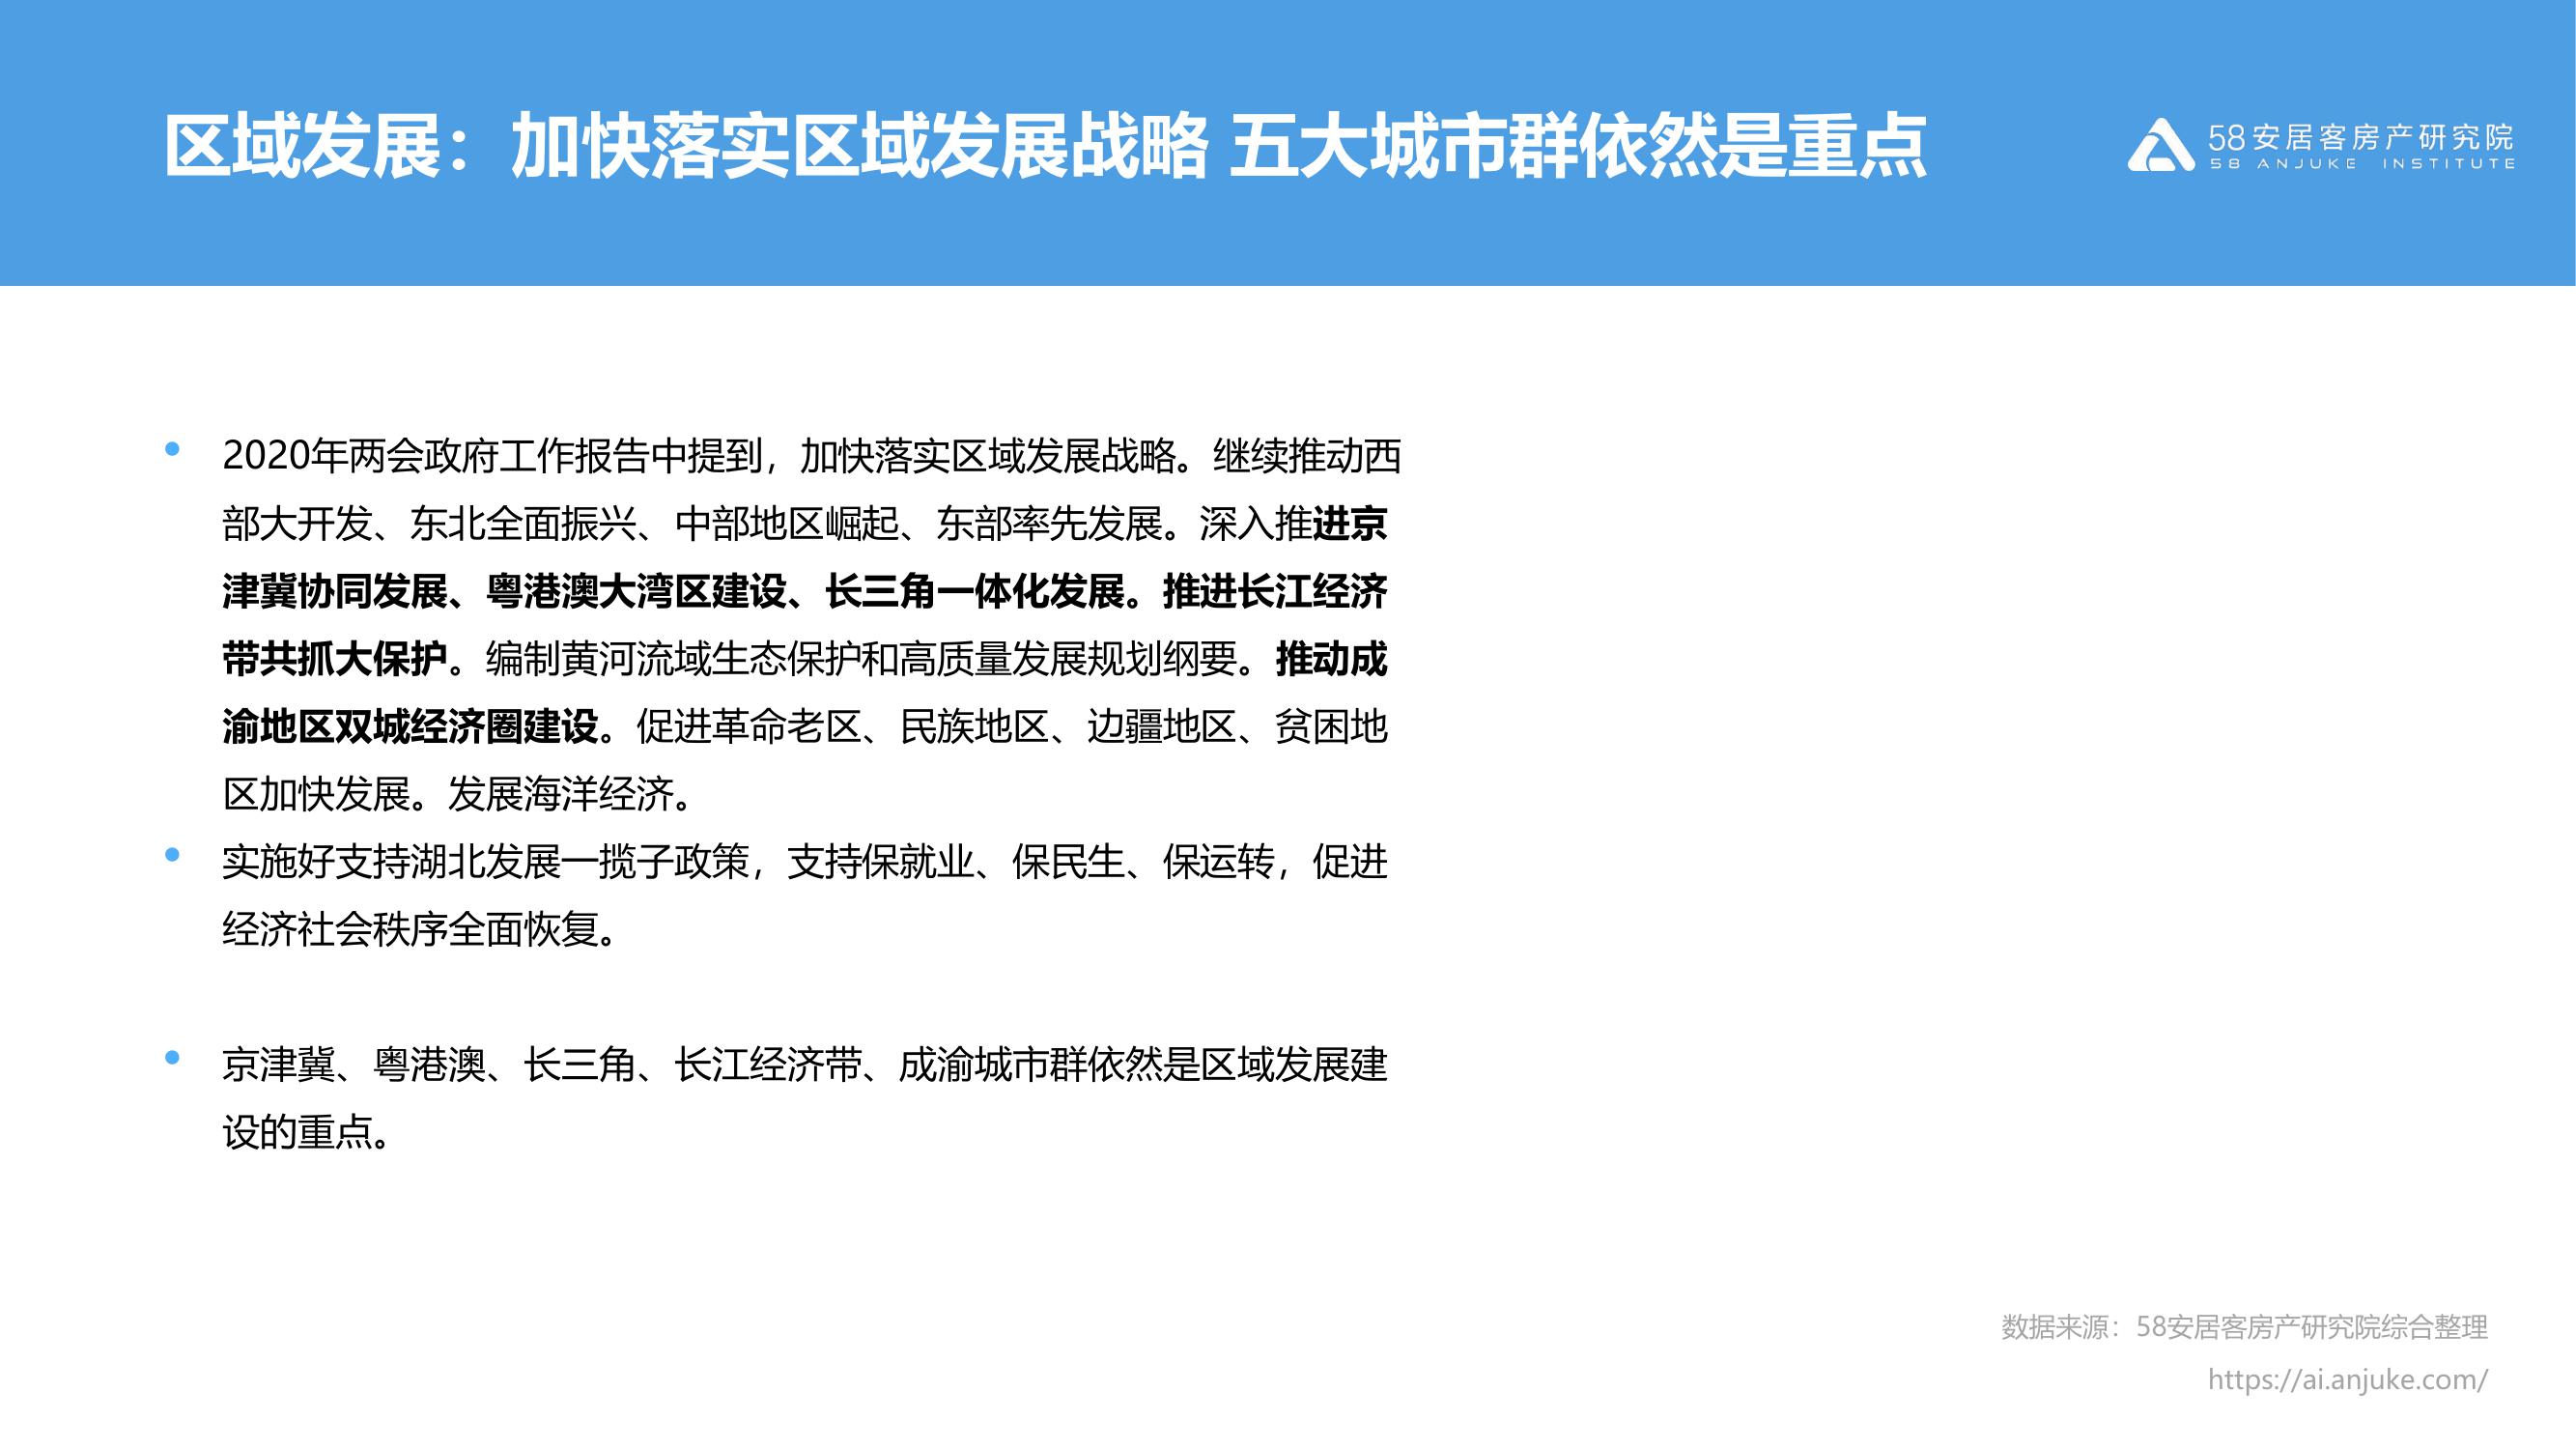 区域发展：加快落实区域发展战略 五大城市群依然是重点
58安居客房产研究院
58 ANJUKE INSTITUTE
• 2020年两会政府工作报告中提到，加快落实区域发展战略。继续推动西
部大开发、东北全面振兴、中部地区崛起、东部率先发展。深入推进京
津冀协同发展、粤港澳大湾区建设、长三角一体化发展。推进长江经济
带共抓大保护。编制黄河流域生态保护和高质量发展规划纲要。推动成
渝地区双城经济圈建设。促进革命老区、民族地区、边疆地区、贫困地
区加快发展。发展海洋经济。
• 实施好支持湖北发展一揽子政策，支持保就业、保民生、保运转，促进
经济社会秩序全面恢复。
• 京津冀、粤港澳、长三角、长江经济带、成渝城市群依然是区域发展建
设的重点。
数据来源：58安居客房产研究院综合整理
https://ai.anjuke.com/